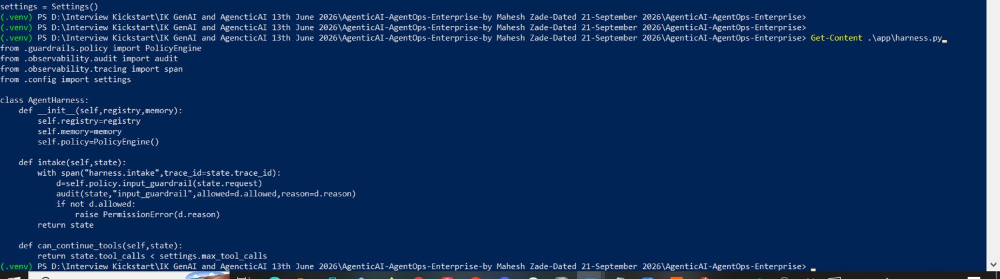 settings = Settings()
(.venv) PS D:\Interview Kickstart\IK GenAI and AgencticAI 13th June 2026\AgenticAI-AgentOps-Enterprise-by Mahesh Zade-Dated 21-September 2026\AgenticAI-AgentOps-Enterprise>
(.venv) PS D:\Interview Kickstart\IK GenAI and AgencticAI 13th June 2026\AgenticAI-AgentOps-Enterprise-by Mahesh Zade-Dated 21-September 2026\AgenticAI-AgentOps-Enterprise>
(.venv) PS D:\Interview Kickstart\IK GenAI and AgencticAI 13th June 2026\AgenticAI-AgentOps-Enterprise-by Mahesh Zade-Dated 21-September 2026\AgenticAI-AgentOps-Enterprise> Get-Content .\app\harness.py
from .guardrails.policy import PolicyEngine
from .observability.audit import audit
from .observability.tracing import span
from .config import settings

class AgentHarness:
    def __init__(self,registry,memory):
        self.registry=registry
        self.memory=memory
        self.policy=PolicyEngine()

    def intake(self,state):
        with span("harness.intake",trace_id=state.trace_id):
            d=self.policy.input_guardrail(state.request)
            audit(state,"input_guardrail",allowed=d.allowed,reason=d.reason)
            if not d.allowed:
                raise PermissionError(d.reason)
        return state

    def can_continue_tools(self,state):
        return state.tool_calls < settings.max_tool_calls
(.venv) PS D:\Interview Kickstart\IK GenAI and AgencticAI 13th June 2026\AgenticAI-AgentOps-Enterprise-by Mahesh Zade-Dated 21-September 2026\AgenticAI-AgentOps-Enterprise>